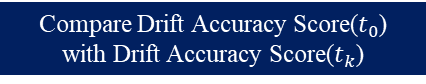 Compare Drift Accuracy Score(t₀)
with Drift Accuracy Score(tₖ)